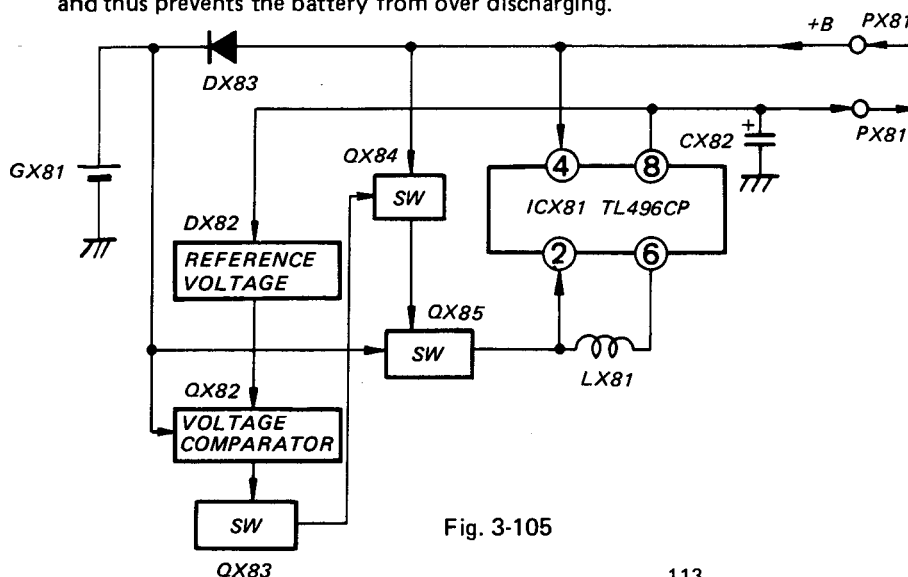 and thus prevents the battery from over discharging.
+B PX81
DX83
PX81
CX82
+
QX84
GX81
SW
4 8
ICX81 TL496CP
DX82
2 6
REFERENCE
VOLTAGE
QX85
SW
LX81
QX82
VOLTAGE
COMPARATOR
SW
Fig. 3-105
QX83
113